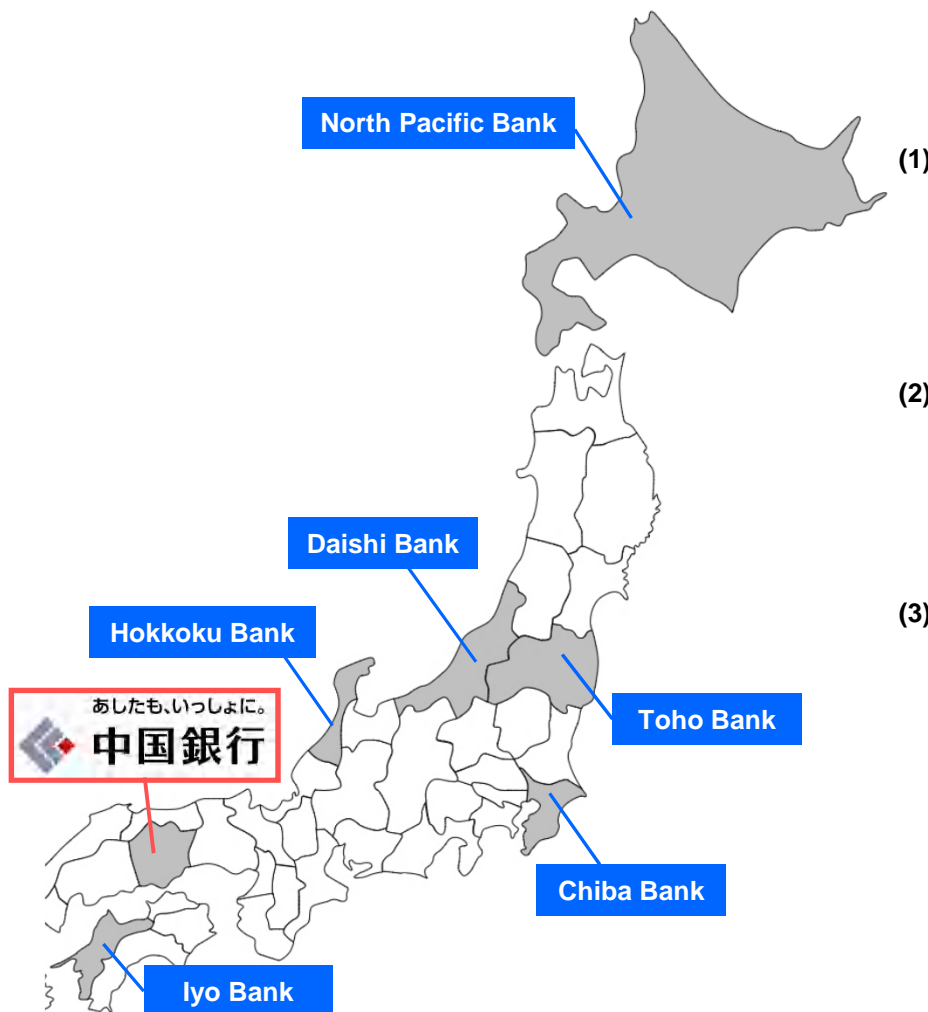 North Pacific Bank
(1)
(2)
Daishi Bank
Hokkoku Bank
(3)
あしたも、いっしょに。
中国銀行
Toho Bank
Chiba Bank
Iyo Bank